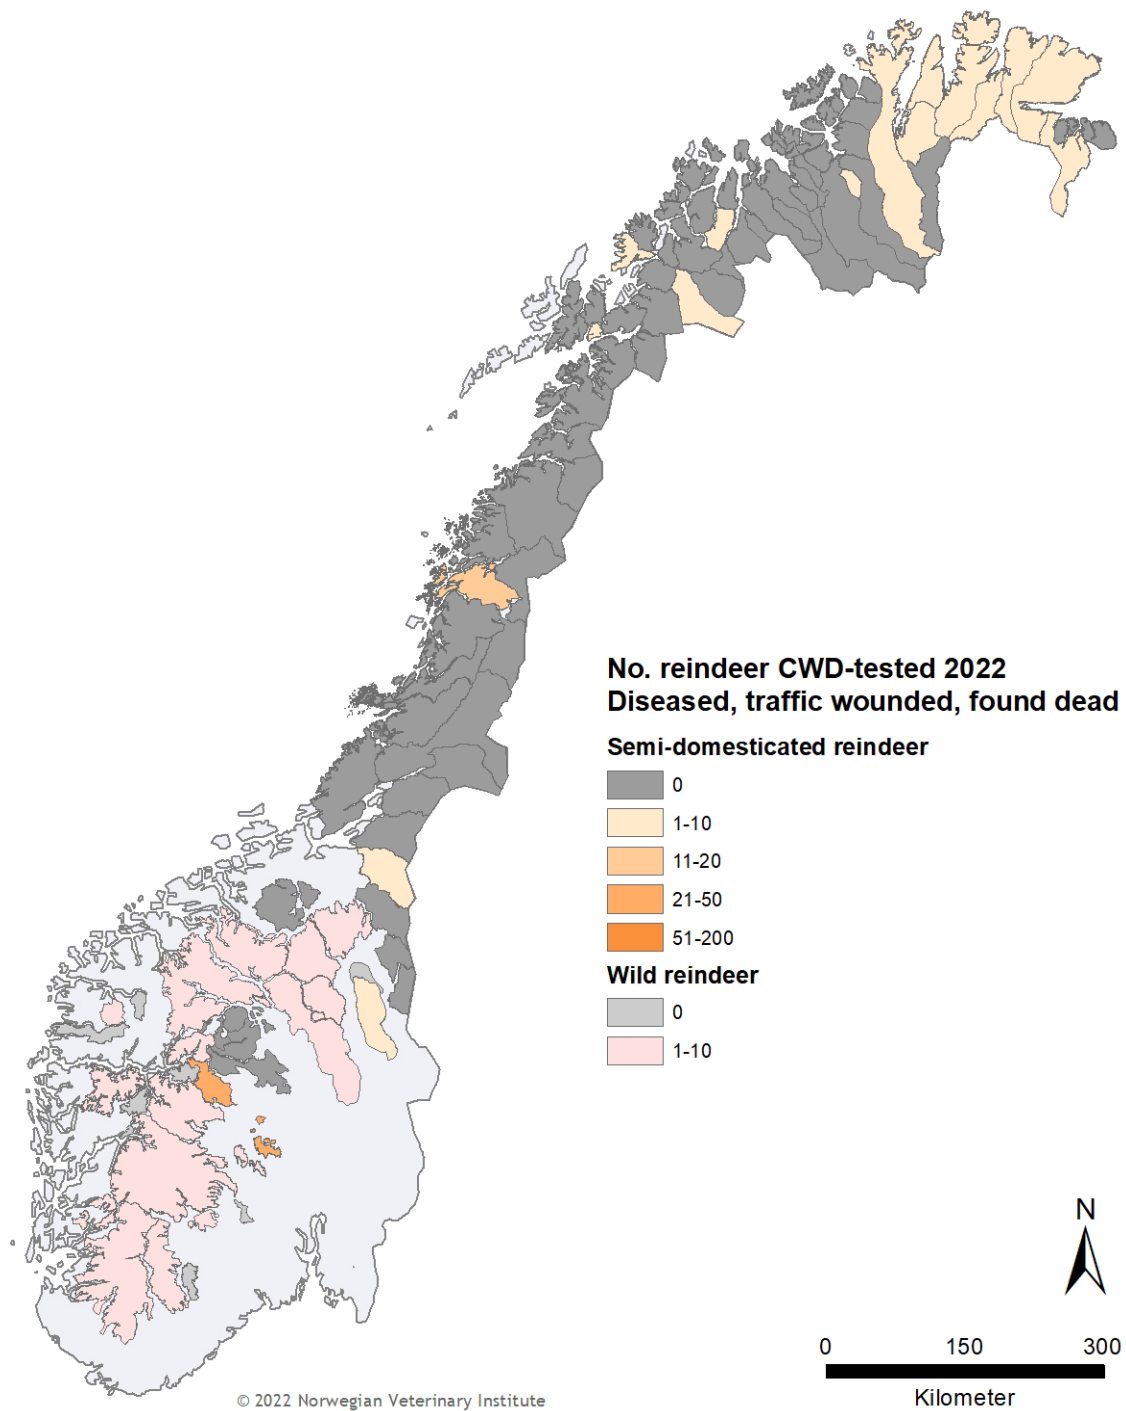 No. reindeer CWD-tested 2022
Diseased, traffic wounded, found dead
Semi-domesticated reindeer
0
1-10
11-20
21-50
51-200
Wild reindeer
0
1-10
N
0 150 300
Kilometer
© 2022 Norwegian Veterinary Institute